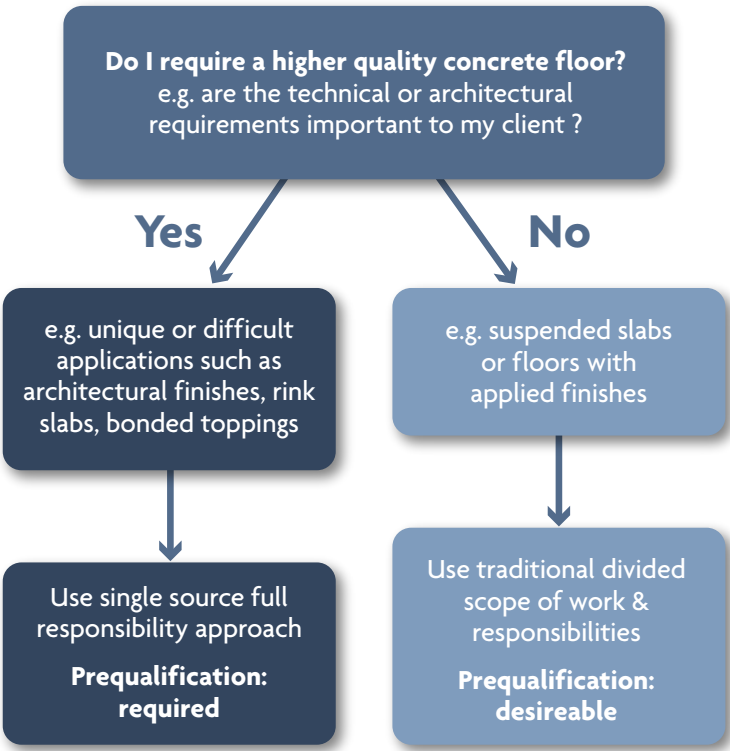 Do I require a higher quality concrete floor?
e.g. are the technical or architectural
requirements important to my client ?
Yes
No
e.g. unique or difficult
applications such as
architectural finishes, rink
slabs, bonded toppings
e.g. suspended slabs
or floors with
applied finishes
Use single source full
responsibility approach
Prequalification:
required
Use traditional divided
scope of work &
responsibilities
Prequalification:
desireable